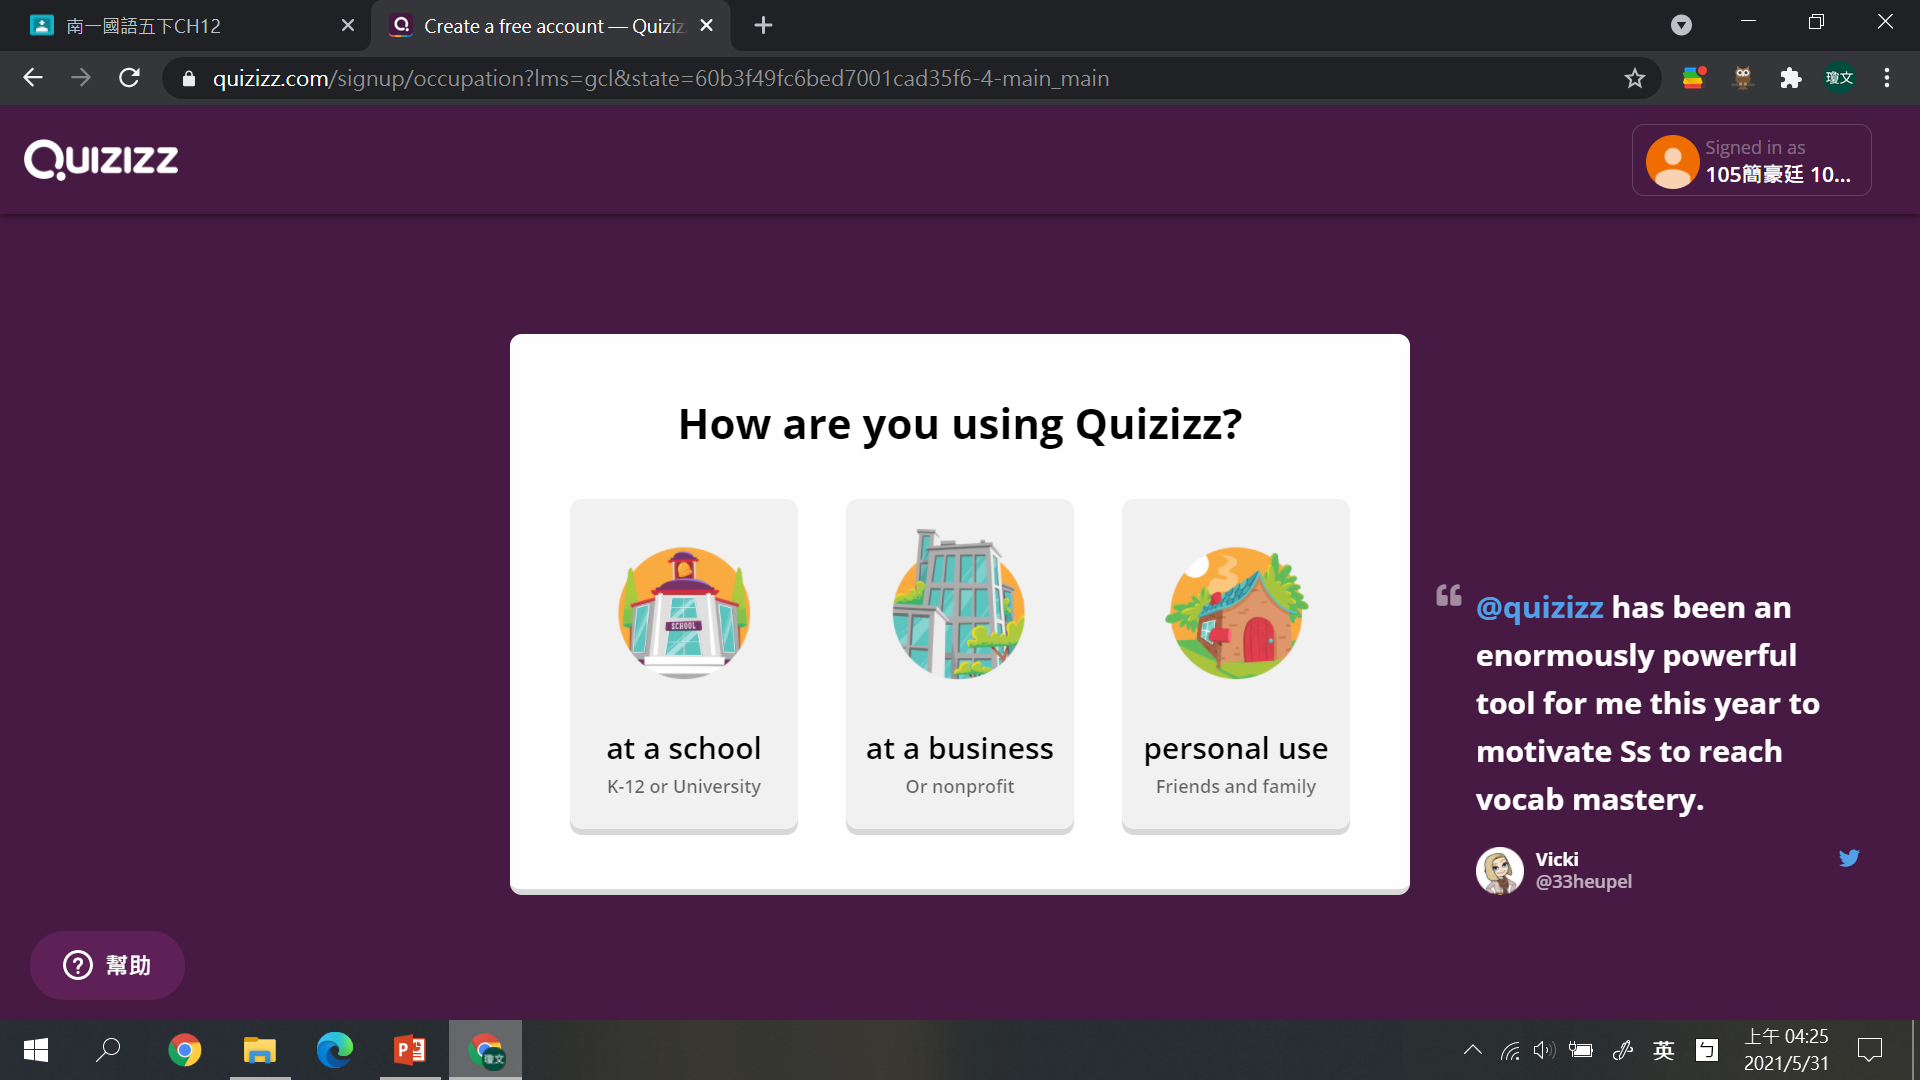 南一國語五下CH12
Create a free account — Quiziz
quizizz.com/signup/occupation?lms=gcl&state=60b3f49fc6bed7001cad35f6-4-main_main
瓊文
Quizizz
Signed in as
105簡豪廷 10...
How are you using Quizizz?
SCHOOL
at a school
K-12 or University
at a business
Or nonprofit
personal use
Friends and family
@quizizz has been an
enormously powerful
tool for me this year to
motivate Ss to reach
vocab mastery.
Vicki
@33heupel
幫助
瓊文
英
ㄅ
上午 04:25
2021/5/31